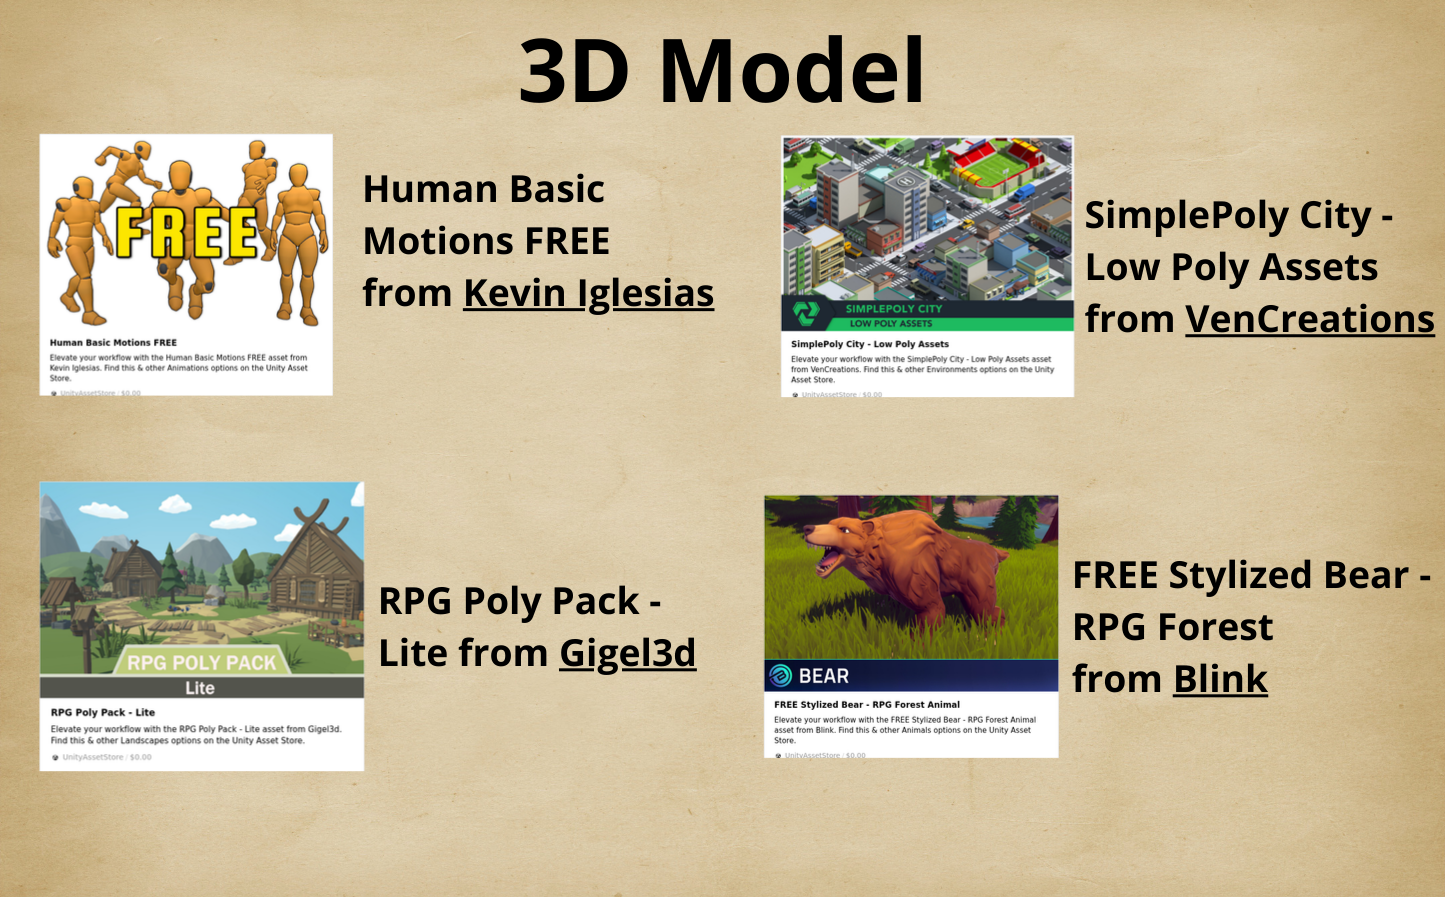 3D Model
FREE
Human Basic Motions FREE
Elevate your workflow with the Human Basic Motions FREE asset from
Kevin Iglesias. Find this & other Animations options on the Unity Asset
Store.
UnityAssetStore / $0.00
Human Basic
Motions FREE
from Kevin Iglesias
SIMPLEPOLY CITY
LOW POLY ASSETS
SimplePoly City - Low Poly Assets
Elevate your workflow with the SimplePoly City - Low Poly Assets asset
from VenCreations. Find this & other Environments options on the Unity
Asset Store.
UnityAssetStore / $0.00
SimplePoly City -
Low Poly Assets
from VenCreations
RPG POLY PACK
Lite
RPG Poly Pack - Lite
Elevate your workflow with the RPG Poly Pack - Lite asset from Gigel3d.
Find this & other Landscapes options on the Unity Asset Store.
UnityAssetStore / $0.00
RPG Poly Pack -
Lite from Gigel3d
BEAR
FREE Stylized Bear - RPG Forest Animal
Elevate your workflow with the FREE Stylized Bear - RPG Forest Animal
asset from Blink. Find this & other Animals options on the Unity Asset
Store.
UnityAssetStore / $0.00
FREE Stylized Bear -
RPG Forest
from Blink